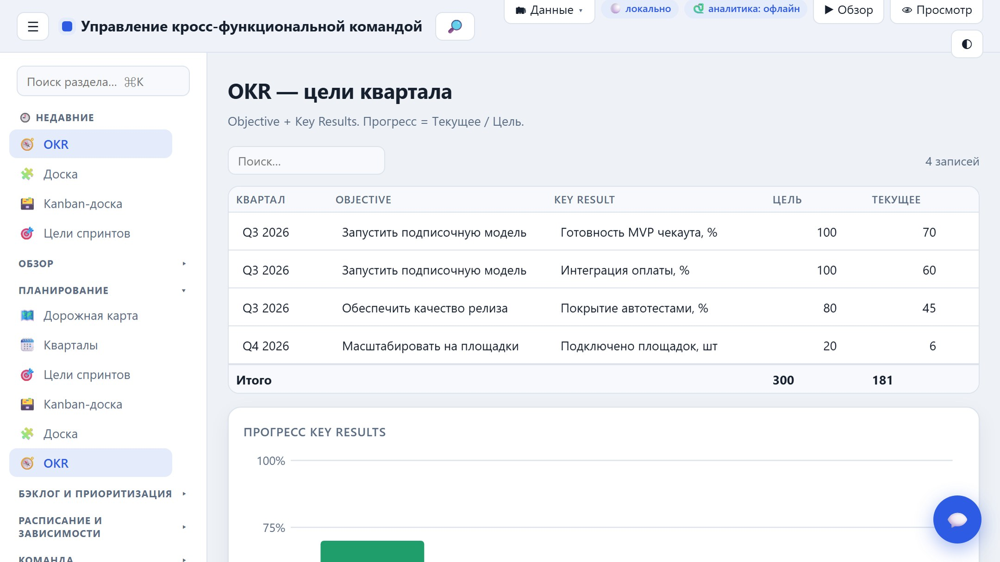 Управление кросс-функциональной командой
Данные
локально
аналитика: офлайн
Обзор
Просмотр
Поиск раздела... ⌘K
НЕДАВНИЕ
OKR
Доска
Kanban-доска
Цели спринтов
ОБЗОР
ПЛАНИРОВАНИЕ
Дорожная карта
Кварталы
Цели спринтов
Kanban-доска
Доска
OKR
БЭКЛОГ И ПРИОРИТИЗАЦИЯ
РАСПИСАНИЕ И
ЗАВИСИМОСТИ
КОМАНДА
OKR — цели квартала
Objective + Key Results. Прогресс = Текущее / Цель.
Поиск...
4 записей
КВАРТАЛ OBJECTIVE KEY RESULT ЦЕЛЬ ТЕКУЩЕЕ
Q3 2026 Запустить подписочную модель Готовность MVP чекаута, % 100 70
Q3 2026 Запустить подписочную модель Интеграция оплаты, % 100 60
Q3 2026 Обеспечить качество релиза Покрытие автотестами, % 80 45
Q4 2026 Масштабировать на площадки Подключено площадок, шт 20 6
Итого 300 181
ПРОГРЕСС KEY RESULTS
100%
75%